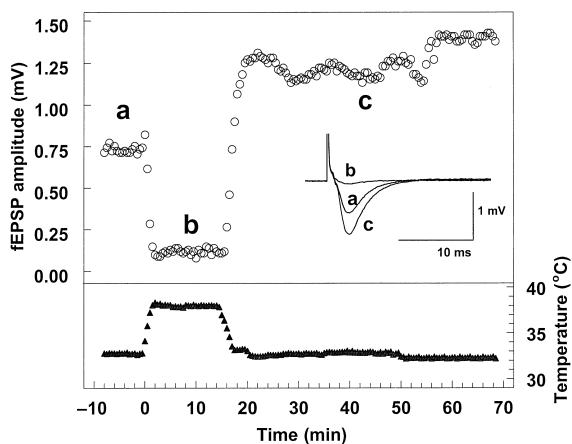 1.50
1.25
1.00
0.75
0.50
0.25
0.00
fEPSP amplitude (mV)
a
b
c
b
a
c
1 mV
10 ms
40
35
30
Temperature (°C)
−10 0 10 20 30 40 50 60 70
Time (min)